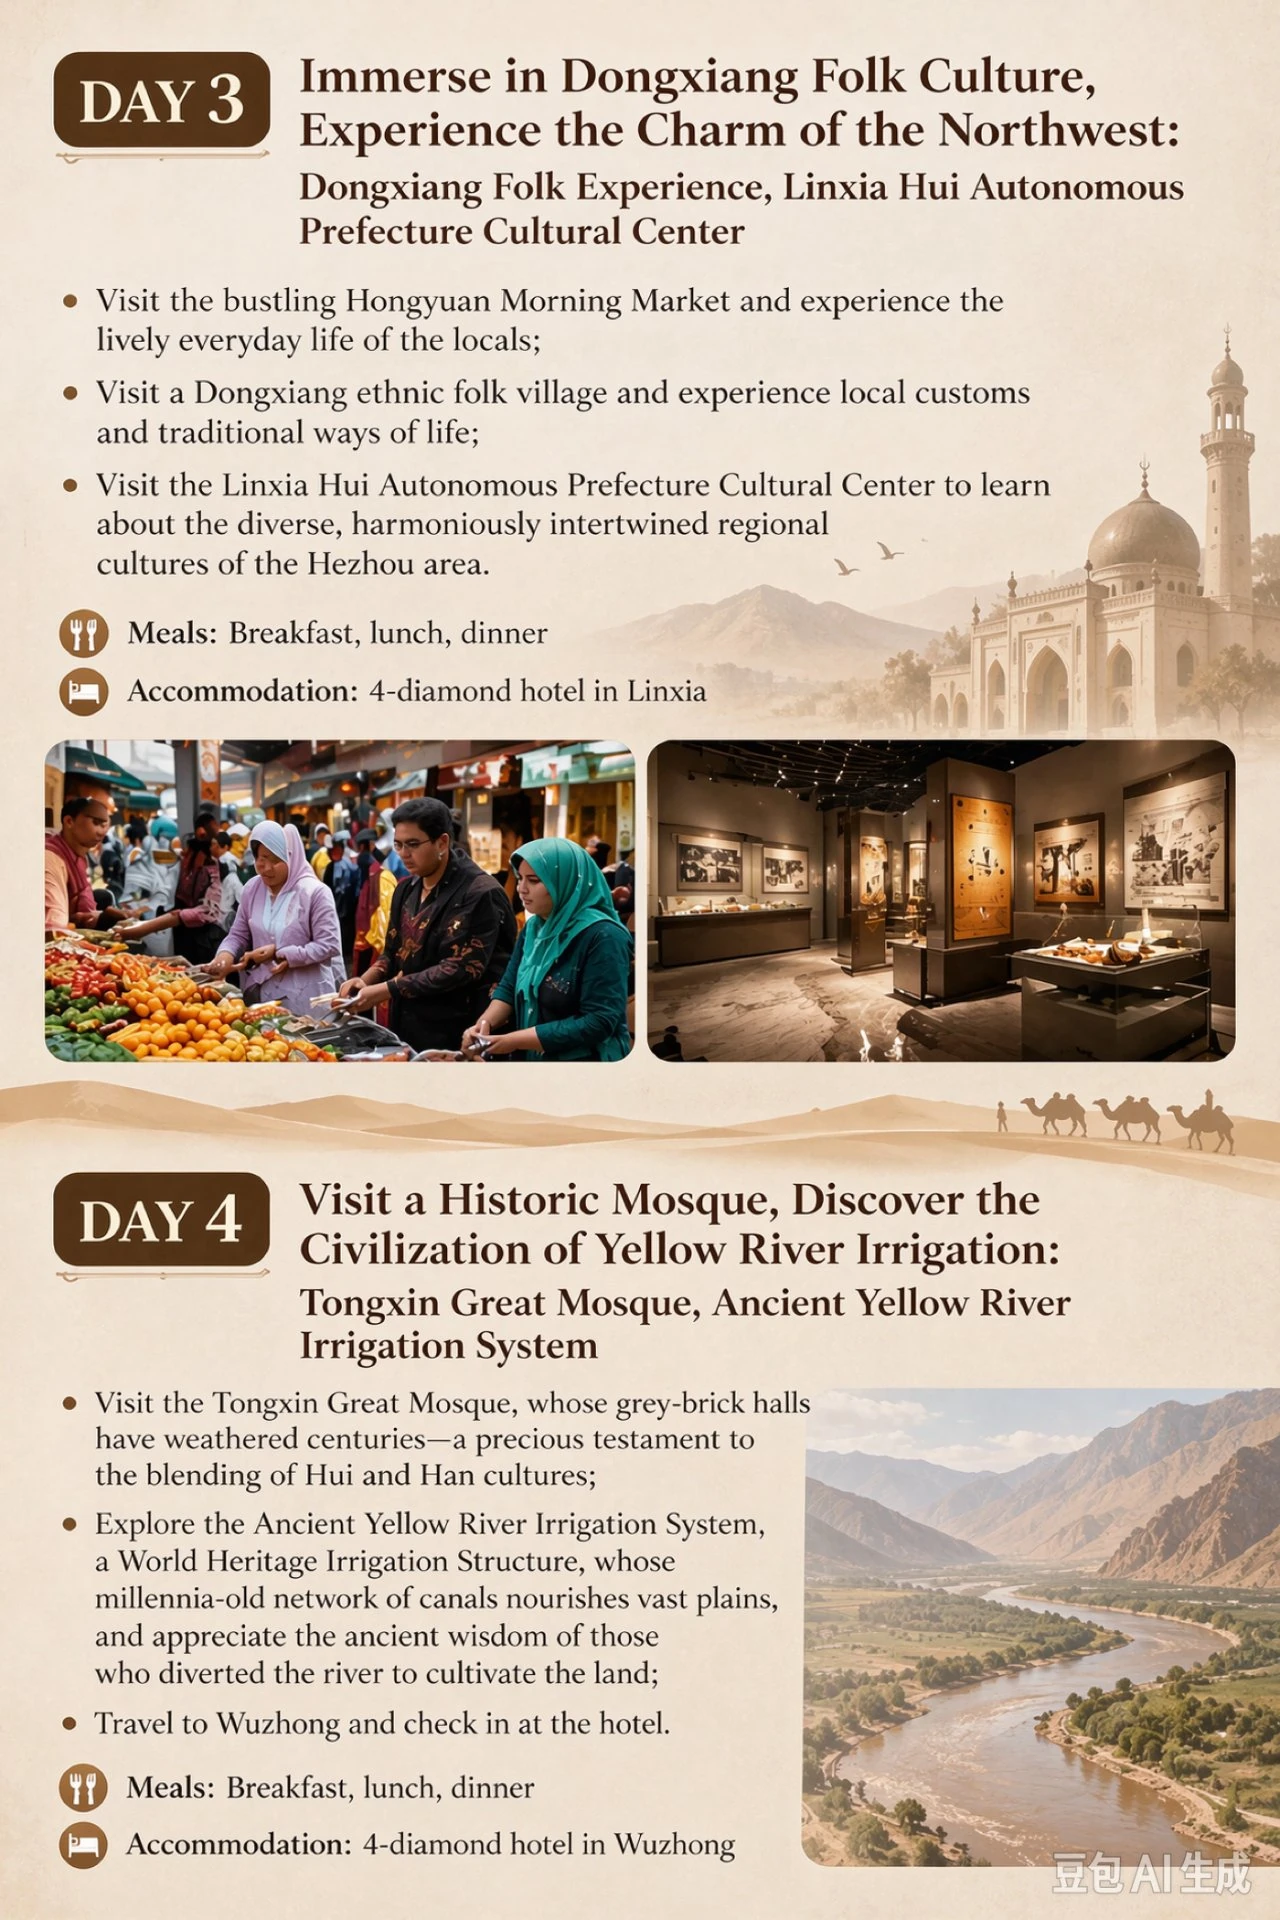 DAY 3
Immerse in Dongxiang Folk Culture,
Experience the Charm of the Northwest:
Dongxiang Folk Experience, Linxia Hui Autonomous
Prefecture Cultural Center
Visit the bustling Hongyuan Morning Market and experience the
lively everyday life of the locals;
Visit a Dongxiang ethnic folk village and experience local customs
and traditional ways of life;
Visit the Linxia Hui Autonomous Prefecture Cultural Center to learn
about the diverse, harmoniously intertwined regional
cultures of the Hezhou area.
Meals: Breakfast, lunch, dinner
Accommodation: 4-diamond hotel in Linxia
DAY 4
Visit a Historic Mosque, Discover the
Civilization of Yellow River Irrigation:
Tongxin Great Mosque, Ancient Yellow River
Irrigation System
Visit the Tongxin Great Mosque, whose grey-brick halls
have weathered centuries—a precious testament to
the blending of Hui and Han cultures;
Explore the Ancient Yellow River Irrigation System,
a World Heritage Irrigation Structure, whose
millennia-old network of canals nourishes vast plains,
and appreciate the ancient wisdom of those
who diverted the river to cultivate the land;
Travel to Wuzhong and check in at the hotel.
Meals: Breakfast, lunch, dinner
Accommodation: 4-diamond hotel in Wuzhong
豆包AI生成